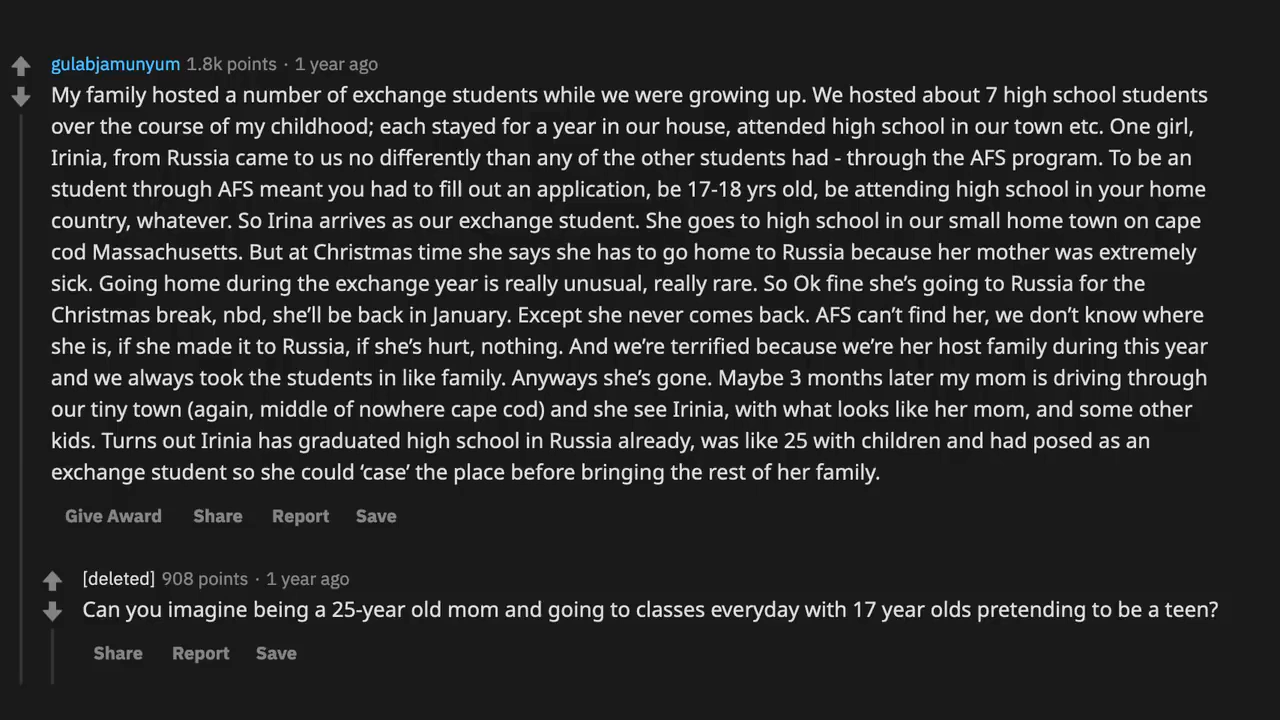 gulabjamunyum 1.8k points · 1 year ago
My family hosted a number of exchange students while we were growing up. We hosted about 7 high school students
over the course of my childhood; each stayed for a year in our house, attended high school in our town etc. One girl,
Irinia, from Russia came to us no differently than any of the other students had - through the AFS program. To be an
student through AFS meant you had to fill out an application, be 17-18 yrs old, be attending high school in your home
country, whatever. So Irina arrives as our exchange student. She goes to high school in our small home town on cape
cod Massachusetts. But at Christmas time she says she has to go home to Russia because her mother was extremely
sick. Going home during the exchange year is really unusual, really rare. So Ok fine she’s going to Russia for the
Christmas break, nbd, she’ll be back in January. Except she never comes back. AFS can’t find her, we don’t know where
she is, if she made it to Russia, if she’s hurt, nothing. And we’re terrified because we’re her host family during this year
and we always took the students in like family. Anyways she’s gone. Maybe 3 months later my mom is driving through
our tiny town (again, middle of nowhere cape cod) and she see Irinia, with what looks like her mom, and some other
kids. Turns out Irinia has graduated high school in Russia already, was like 25 with children and had posed as an
exchange student so she could ‘case’ the place before bringing the rest of her family.
Give Award Share Report Save
[deleted] 908 points · 1 year ago
Can you imagine being a 25-year old mom and going to classes everyday with 17 year olds pretending to be a teen?
Share Report Save